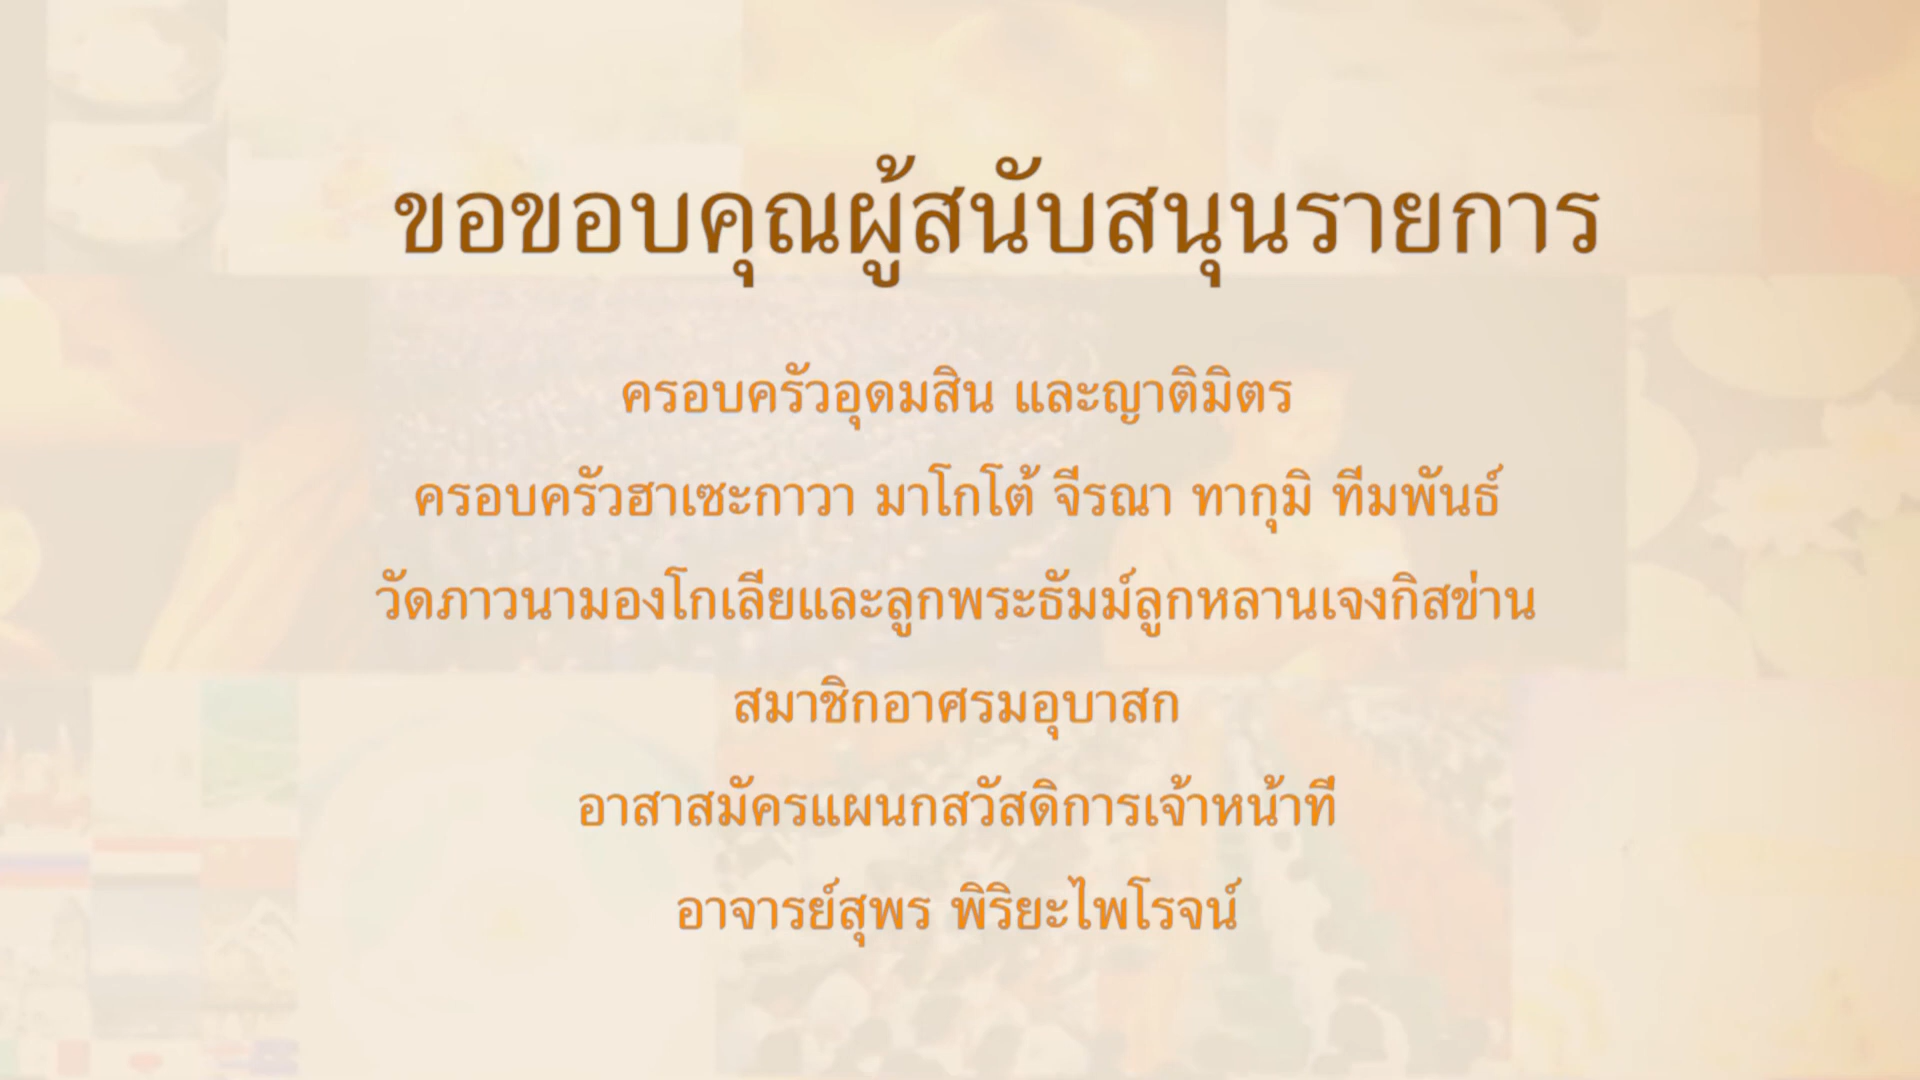 ขอขอบคุณผู้สนับสนุนรายการ
ครอบครัวอุดมสิน และญาติมิตร
ครอบครัวฮาเซะกาวา มาโกโต้ จีรณา ทากุมิ ทีมพันธ์
วัดภาวนามองโกเลียและลูกพระธัมม์ลูกหลานเจงกิสข่าน
สมาชิกอาศรมอุบาสก
อาสาสมัครแผนกสวัสดิการเจ้าหน้าที
อาจารย์สุพร พิริยะไพโรจน์